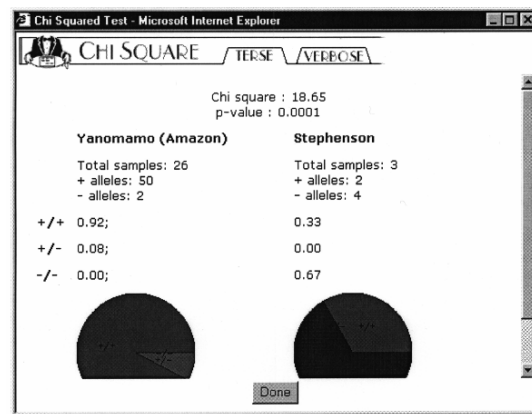 Chi Squared Test - Microsoft Internet Explorer
CHI SQUARE TERSE VERBOSE
Chi square : 18.65
p-value : 0.0001
Yanomamo (Amazon) Stephenson
Total samples: 26 Total samples: 3
+ alleles: 50 + alleles: 2
- alleles: 2 - alleles: 4
+/+ 0.92; 0.33
+/- 0.08; 0.00
-/- 0.00; 0.67
+/+ +/- +/+
Done